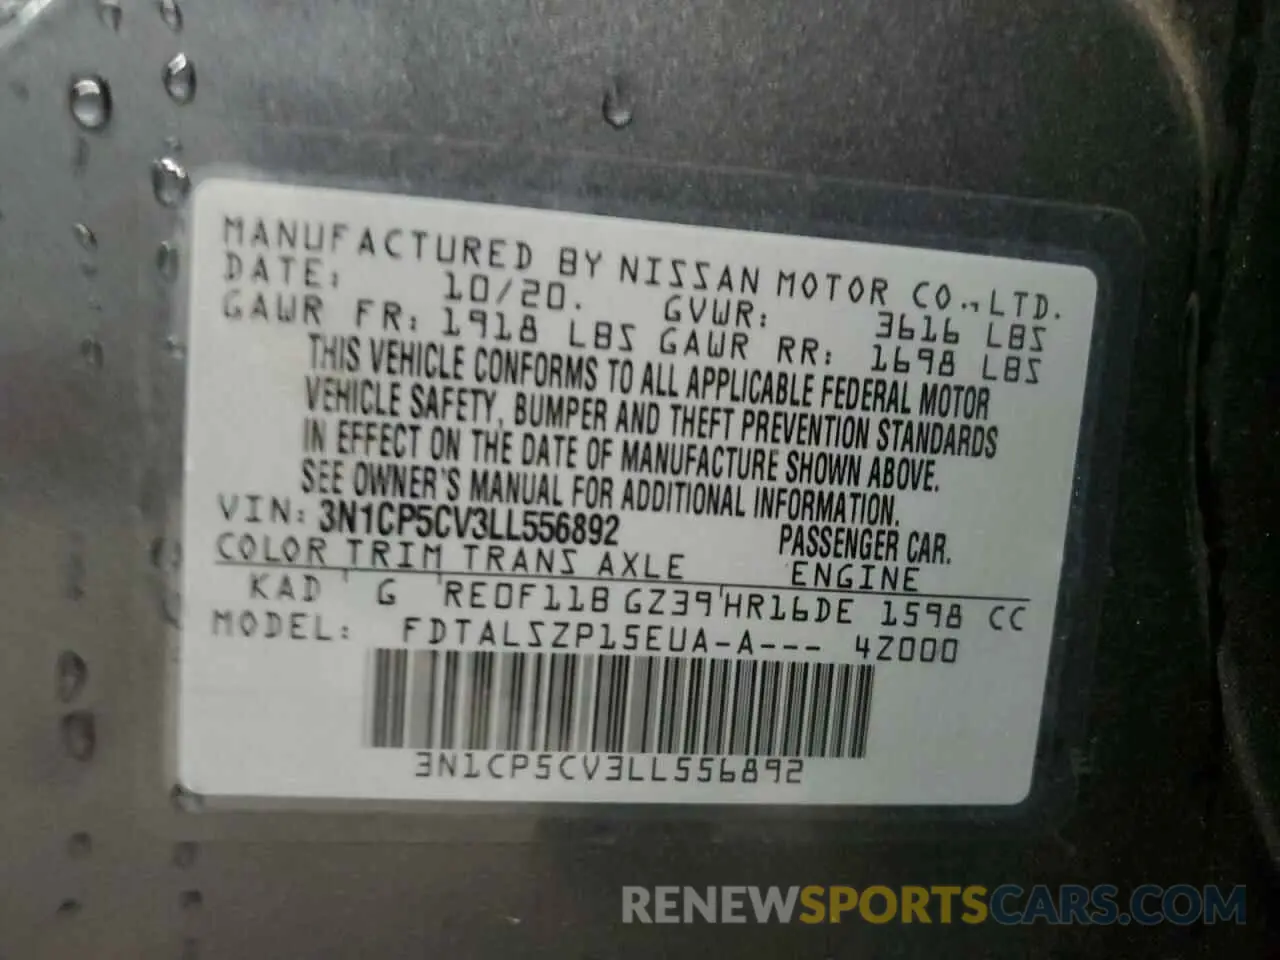 MANUFACTURED BY NISSAN MOTOR CO.,LTD.
DATE: 10/20. GVWR: 3616 LBS
GAWR FR: 1918 LBS GAWR RR: 1698 LBS
THIS VEHICLE CONFORMS TO ALL APPLICABLE FEDERAL MOTOR
VEHICLE SAFETY, BUMPER AND THEFT PREVENTION STANDARDS
IN EFFECT ON THE DATE OF MANUFACTURE SHOWN ABOVE.
SEE OWNER'S MANUAL FOR ADDITIONAL INFORMATION.
VIN: 3N1CP5CV3LL556892 PASSENGER CAR.
COLOR TRIM TRANS AXLE ENGINE
KAD G RE0F11B GZ39 HR16DE 1598 CC
MODEL: FDTALSZP15EUA-A--- 4Z000
3N1CP5CV3LL556892
RENEWSPORTSCARS.COM